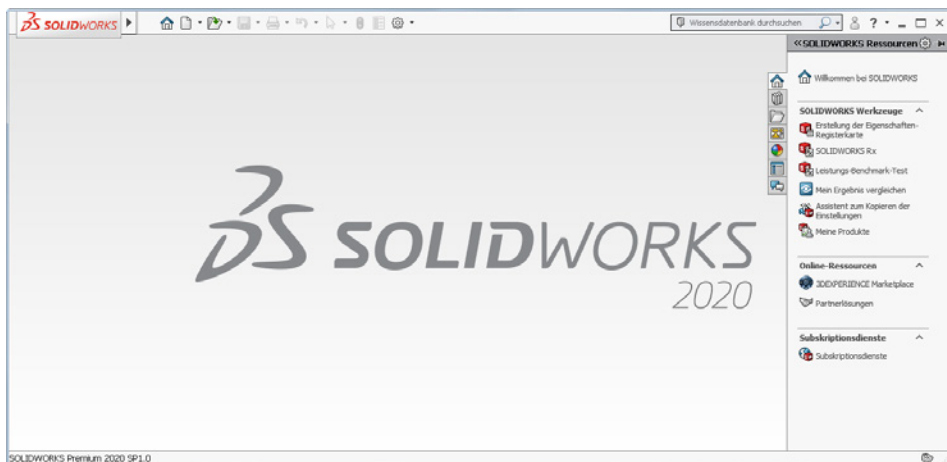 SOLIDWORKS
Wissensdatenbank durchsuchen
?
SOLIDWORKS Ressourcen
Willkommen bei SOLIDWORKS
SOLIDWORKS Werkzeuge
Erstellung der Eigenschaften-
Registerkarte
SOLIDWORKS Rx
Leistungs-Benchmark-Test
Mein Ergebnis vergleichen
Assistent zum Kopieren der
Einstellungen
Meine Produkte
Online-Ressourcen
3DEXPERIENCE Marketplace
Partnerlösungen
Subskriptionsdienste
Subskriptionsdienste
SOLIDWORKS
2020
SOLIDWORKS Premium 2020 SP1.0